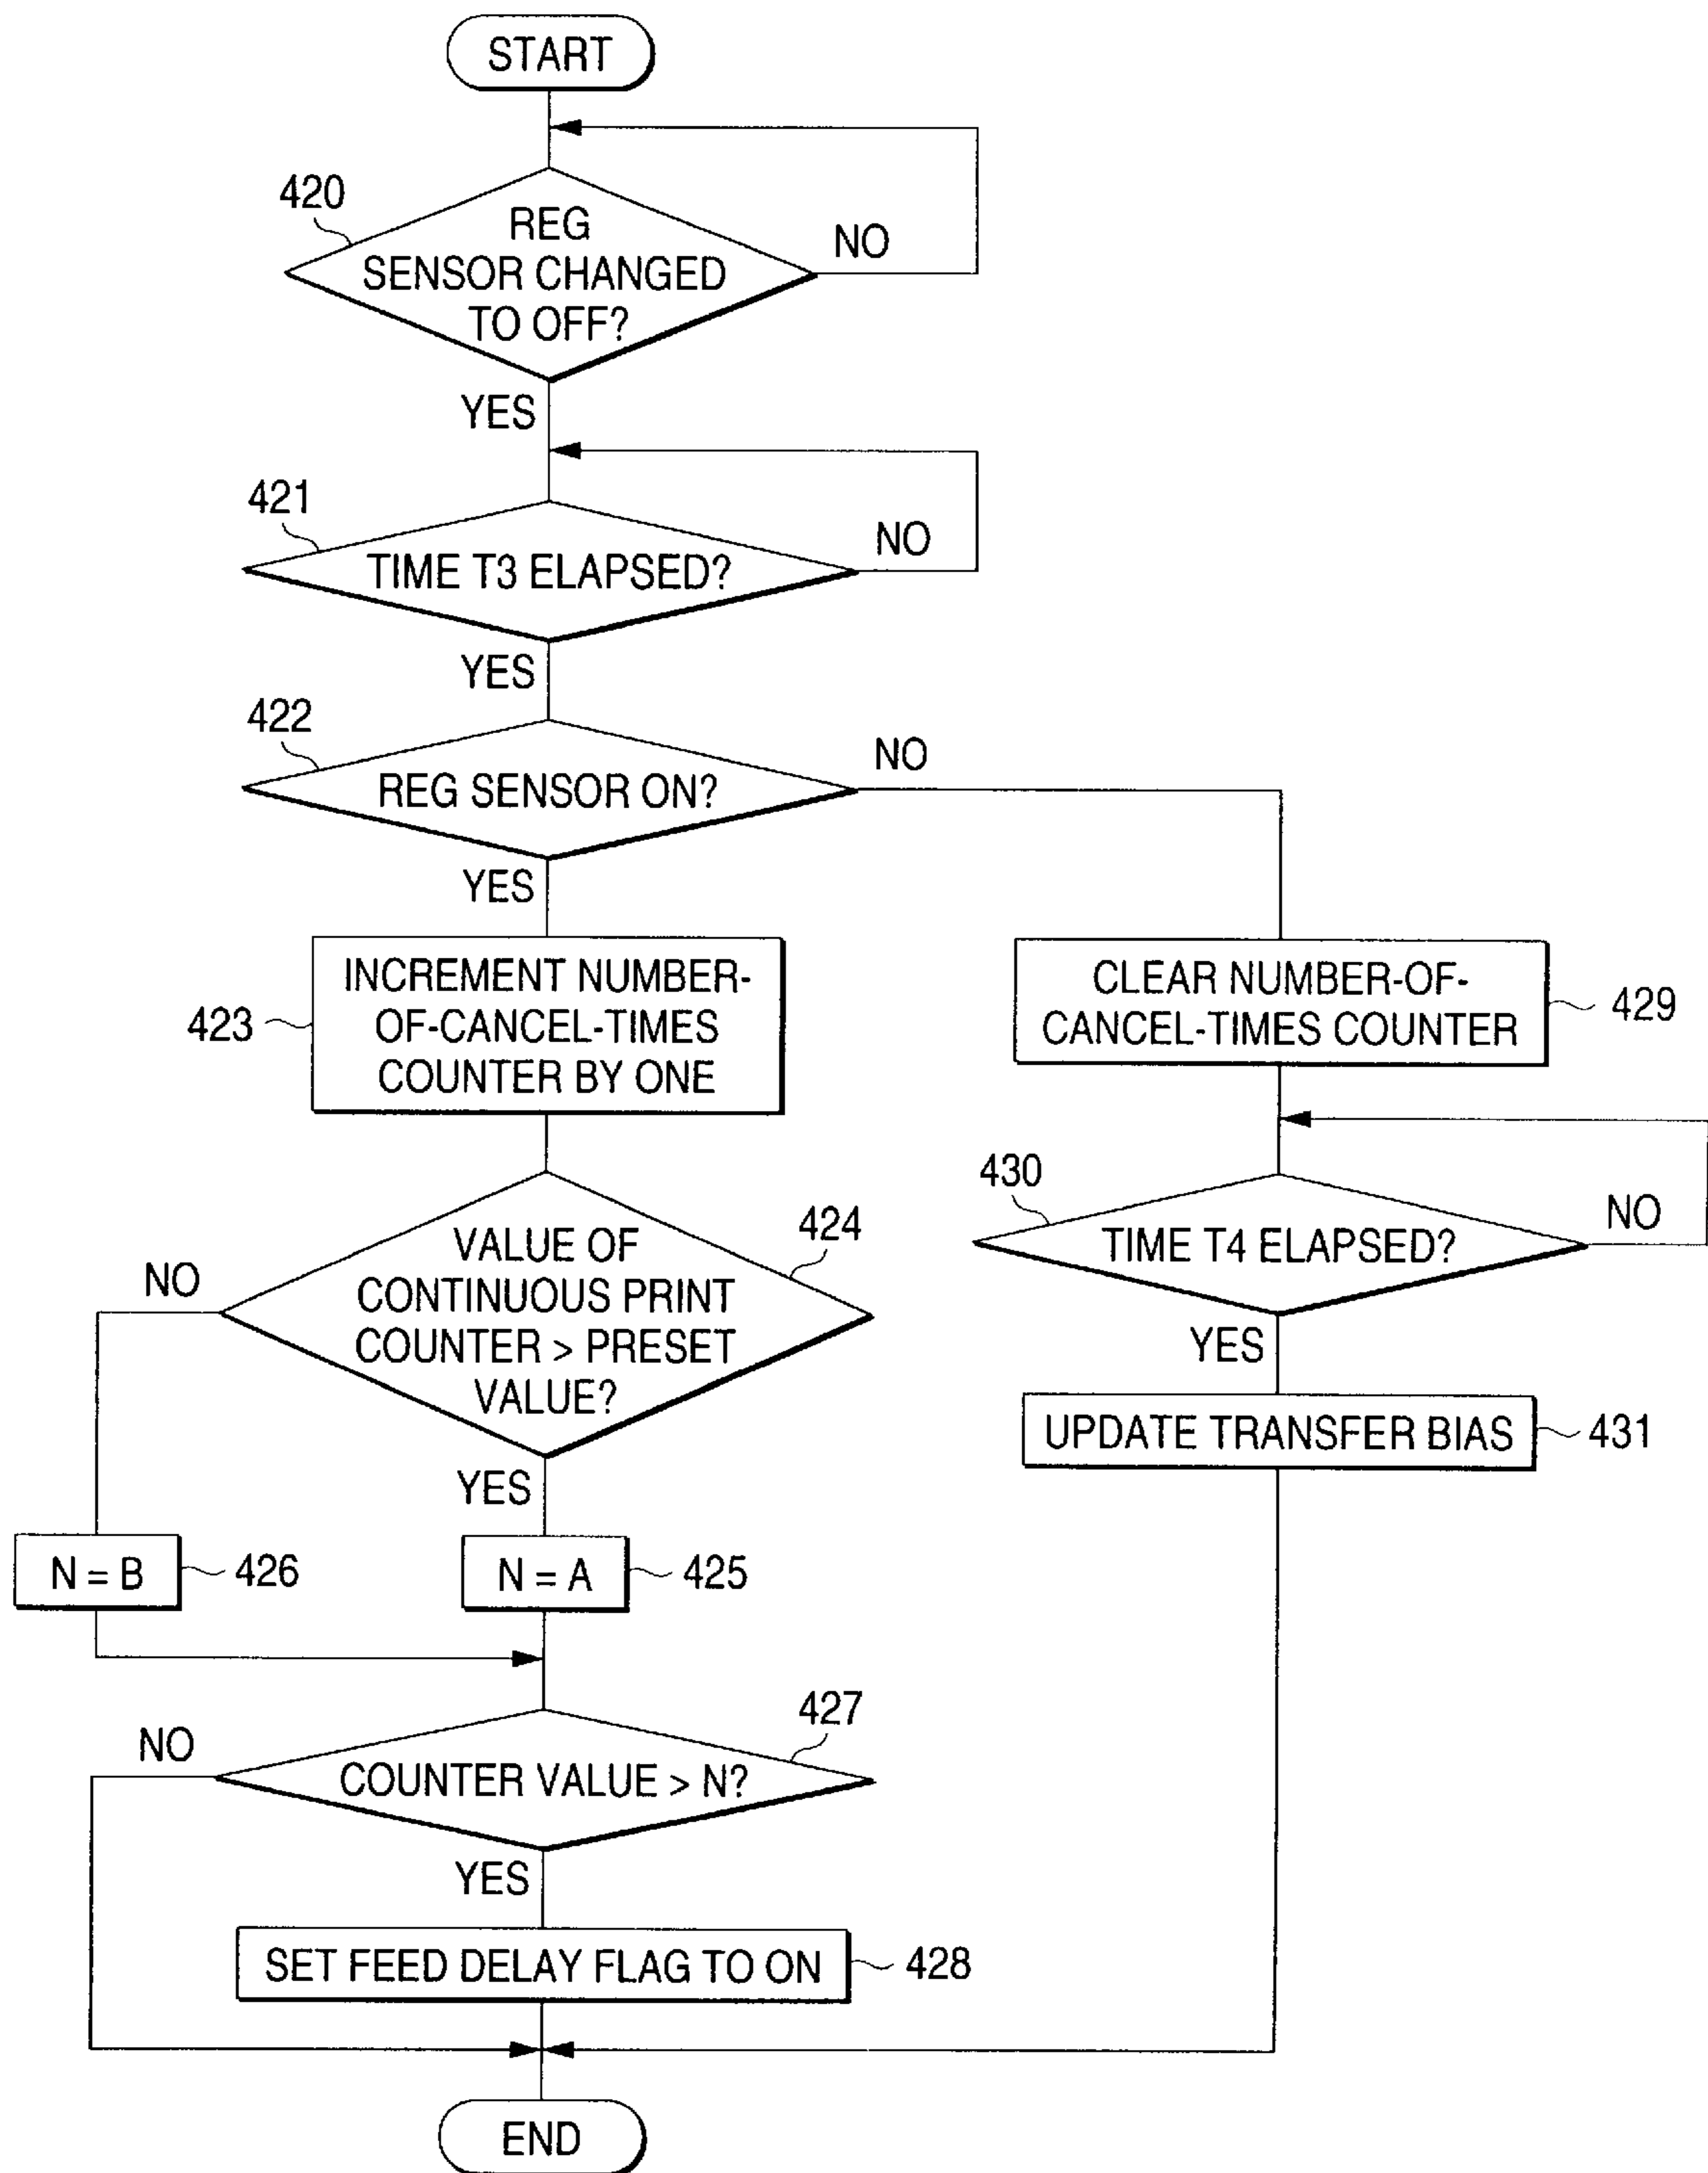 START
420
REG
SENSOR CHANGED
TO OFF?
NO
YES
421
TIME T3 ELAPSED?
NO
YES
422
REG SENSOR ON?
NO
YES
423
INCREMENT NUMBER-
OF-CANCEL-TIMES
COUNTER BY ONE
CLEAR NUMBER-OF-
CANCEL-TIMES COUNTER
429
430
TIME T4 ELAPSED?
NO
YES
UPDATE TRANSFER BIAS
431
424
VALUE OF
CONTINUOUS PRINT
COUNTER > PRESET
VALUE?
NO
YES
N = B
426
N = A
425
427
COUNTER VALUE > N?
NO
YES
SET FEED DELAY FLAG TO ON
428
END